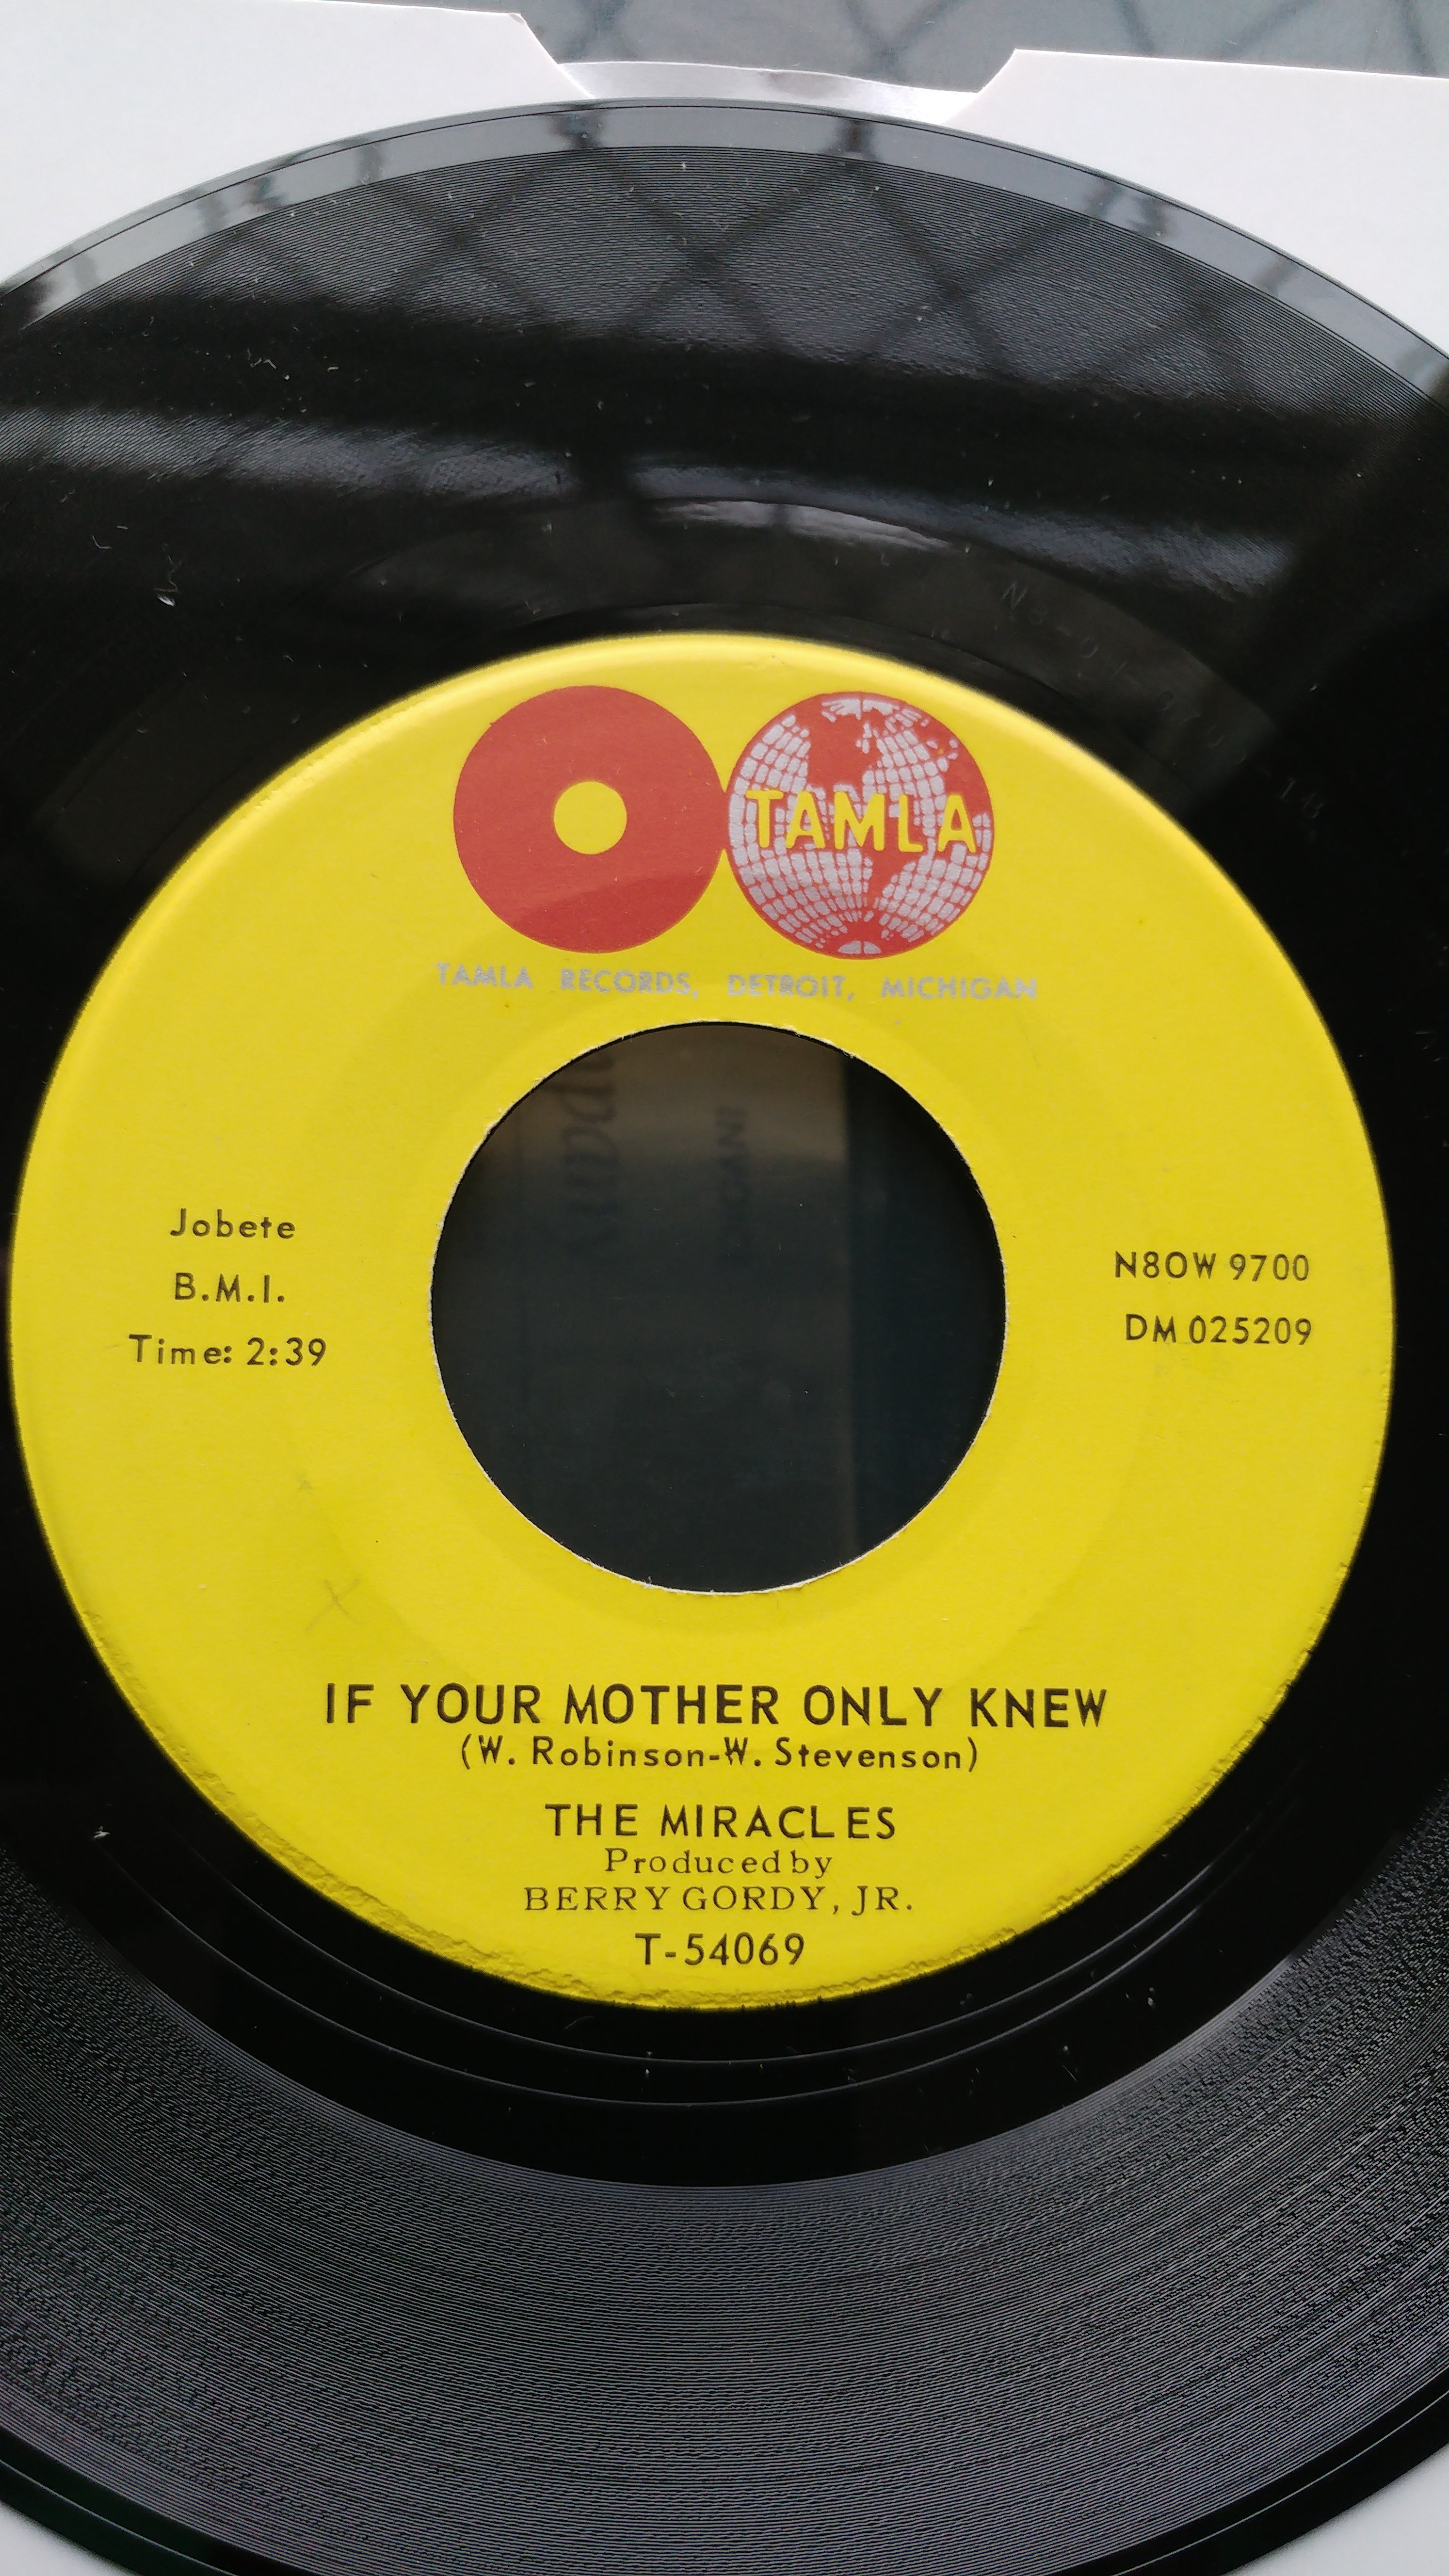 TAMLA
TAMLA RECORDS, DETROIT, MICHIGAN
Jobete
B.M.I.
Time: 2:39
N8OW 9700
DM 025209
IF YOUR MOTHER ONLY KNEW
(W. Robinson-W. Stevenson)
THE MIRACLES
Produced by
BERRY GORDY, JR.
T-54069